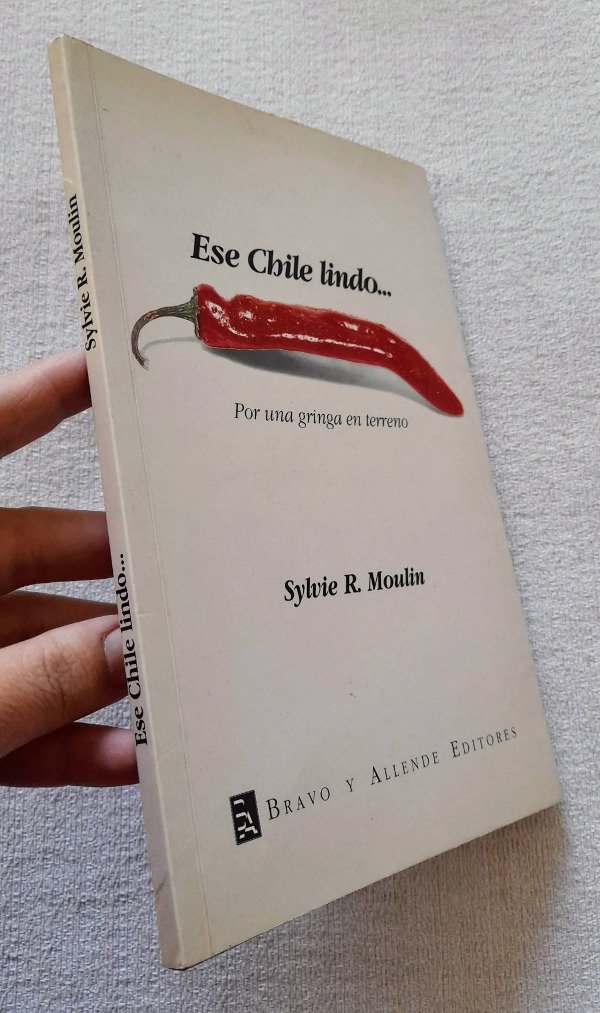 Ese Chile lindo...
Por una gringa en terreno
Sylvie R. Moulin
BRAVO Y ALLENDE EDITORES
Sylvie R. Moulin
Ese Chile lindo...